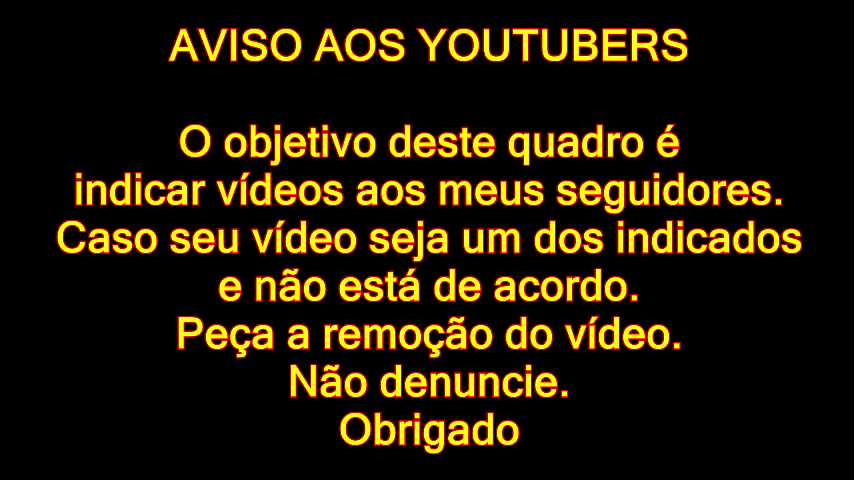 AVISO AOS YOUTUBERS
O objetivo deste quadro é
indicar vídeos aos meus seguidores.
Caso seu vídeo seja um dos indicados
e não está de acordo.
Peça a remoção do vídeo.
Não denuncie.
Obrigado